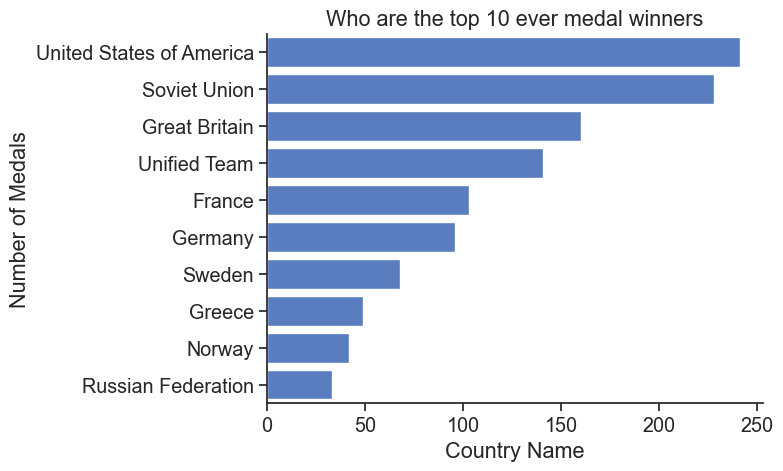 Who are the top 10 ever medal winners
Number of Medals
United States of America
Soviet Union
Great Britain
Unified Team
France
Germany
Sweden
Greece
Norway
Russian Federation
0 50 100 150 200 250
Country Name